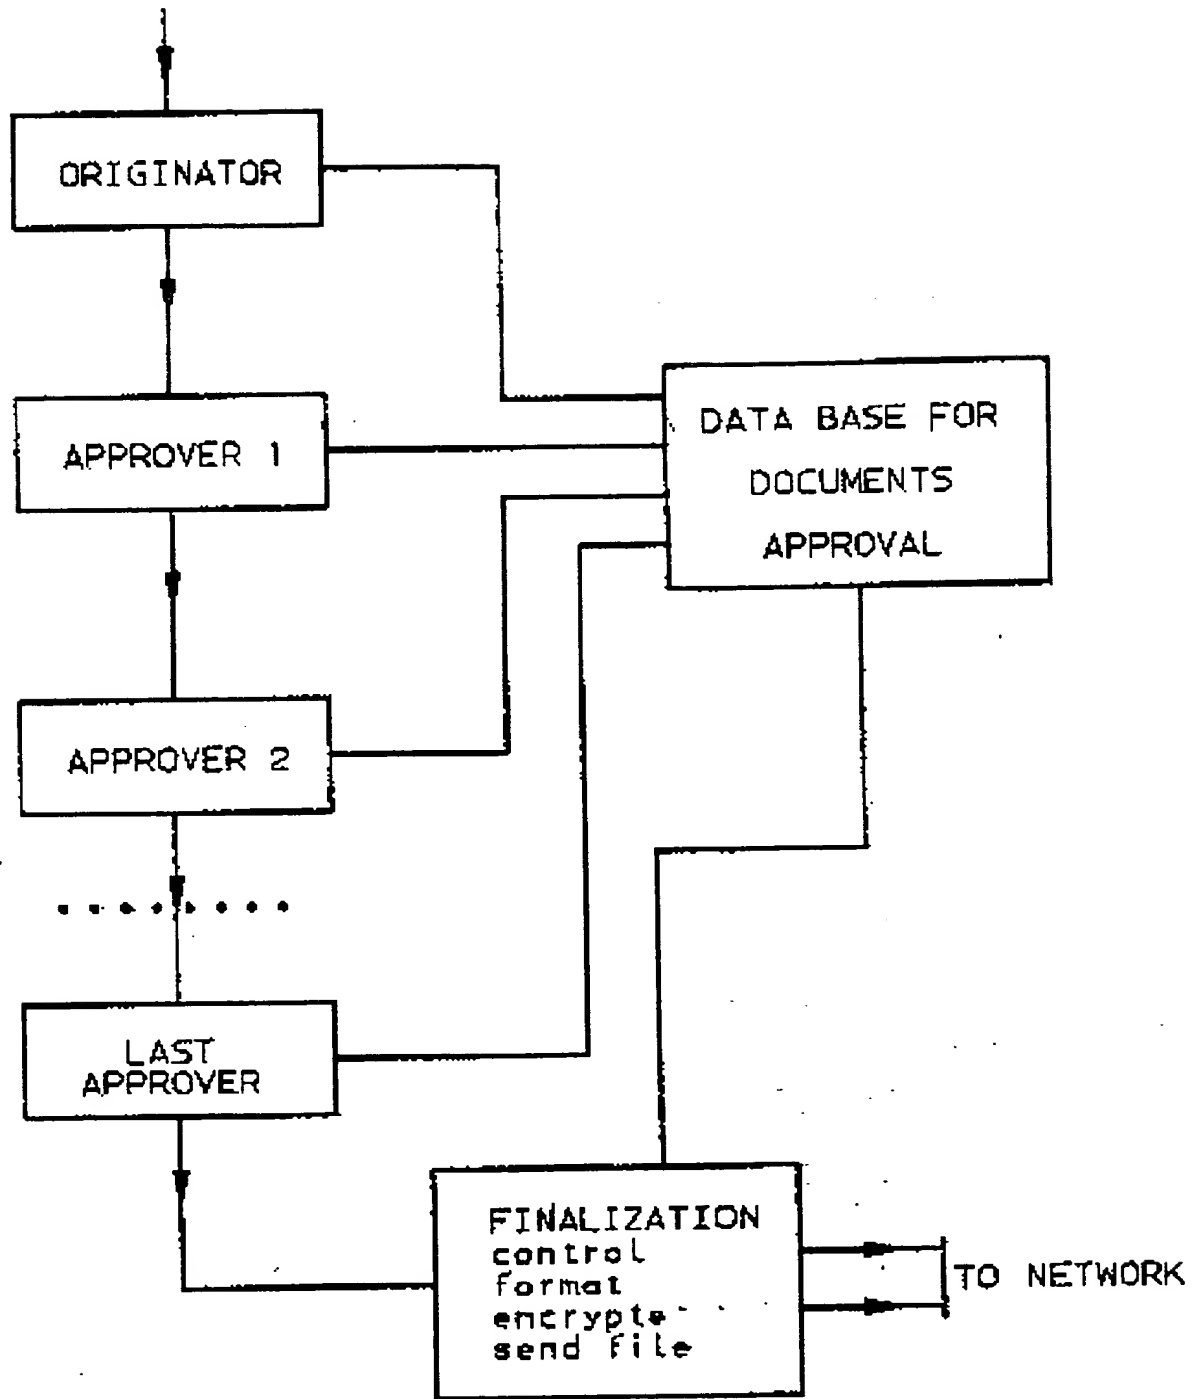 ORIGINATOR
APPROVER 1
DATA BASE FOR
DOCUMENTS
APPROVAL
APPROVER 2
LAST
APPROVER
FINALIZATION
control
format
encrypte
send file
TO NETWORK